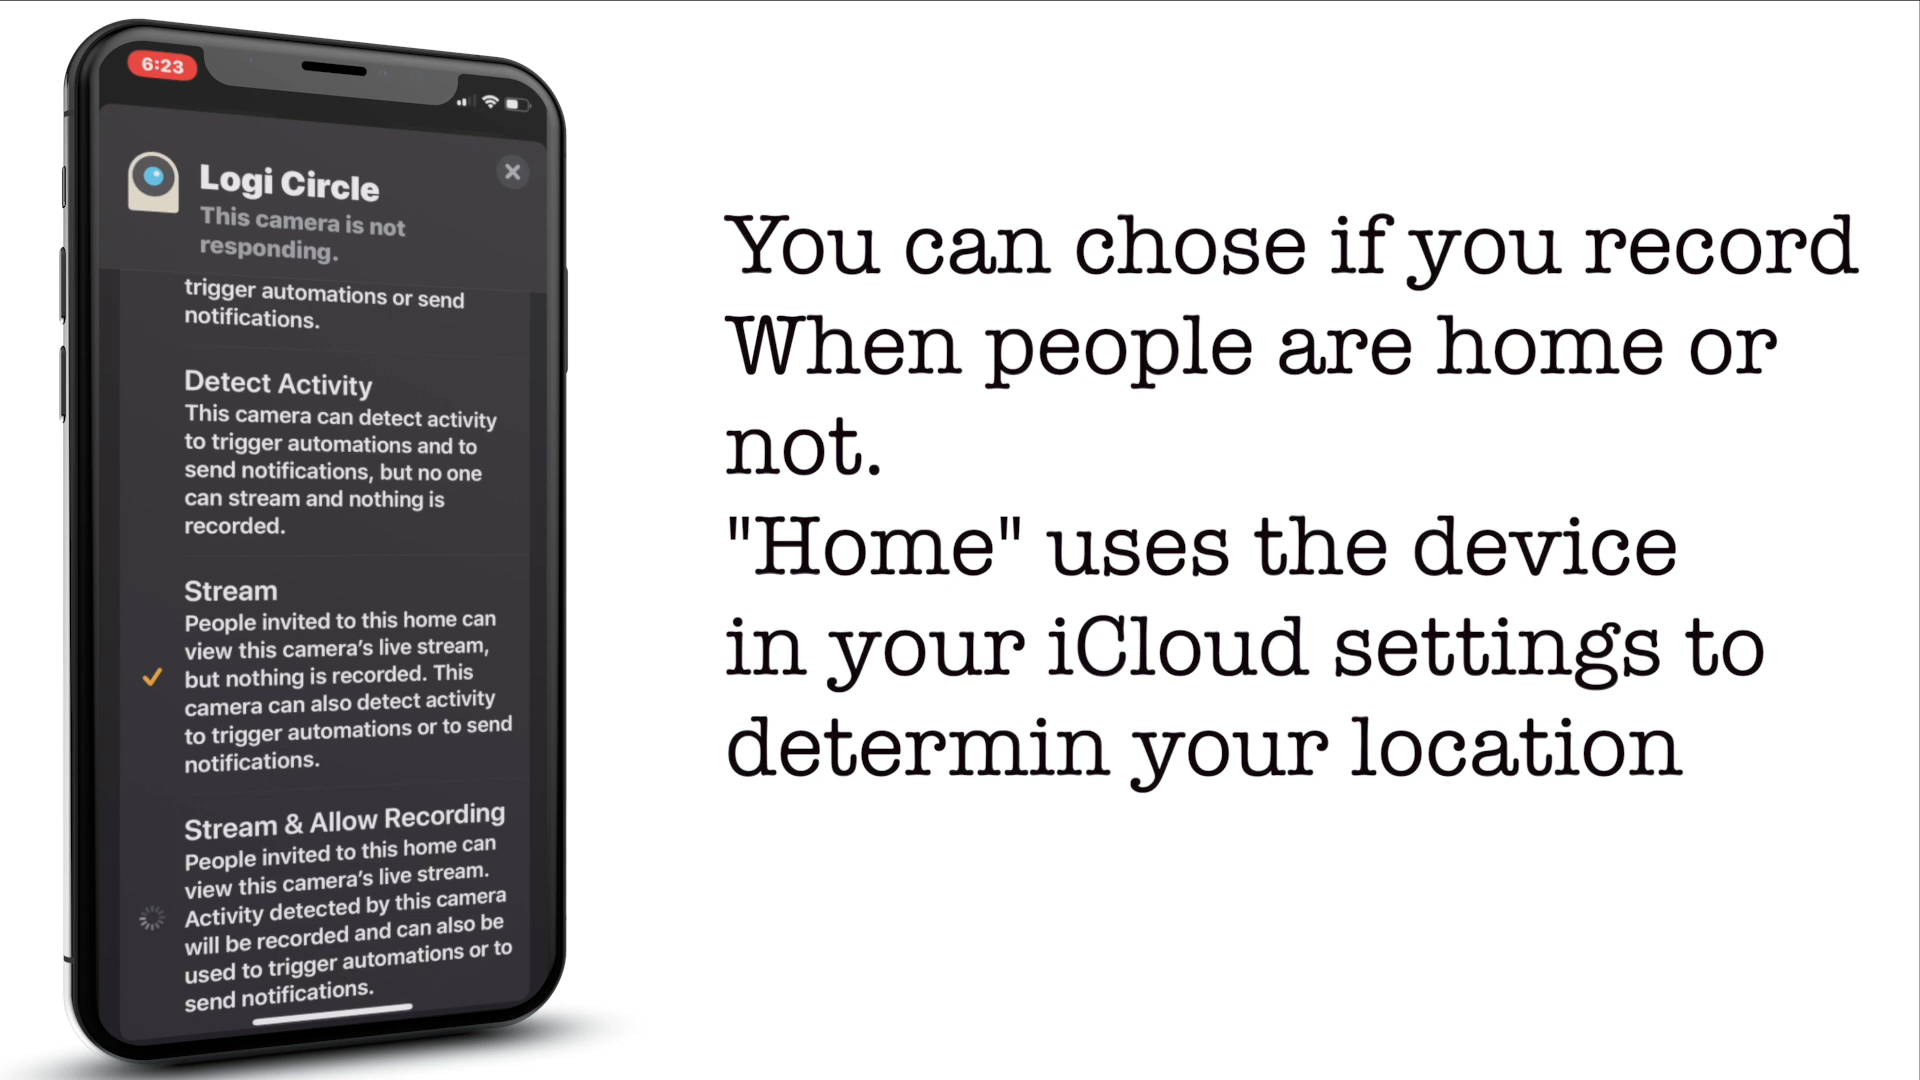 6:23
Logi Circle
This camera is not
responding.
trigger automations or send
notifications.
Detect Activity
This camera can detect activity
to trigger automations and to
send notifications, but no one
can stream and nothing is
recorded.
Stream
People invited to this home can
view this camera's live stream,
but nothing is recorded. This
camera can also detect activity
to trigger automations or to send
notifications.
Stream & Allow Recording
People invited to this home can
view this camera's live stream.
Activity detected by this camera
will be recorded and can also be
used to trigger automations or to
send notifications.
You can chose if you record
When people are home or
not.
"Home" uses the device
in your iCloud settings to
determin your location